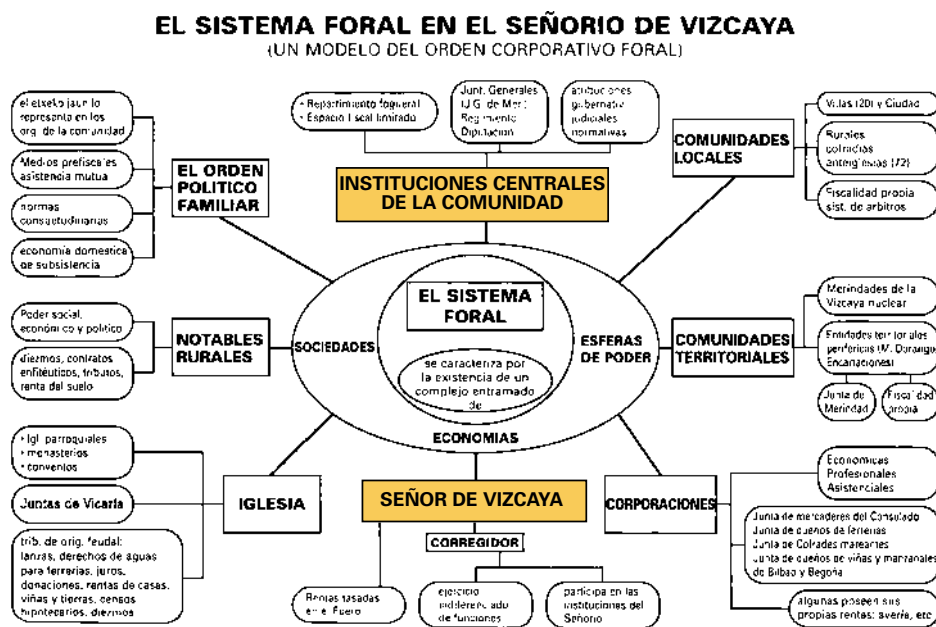 EL SISTEMA FORAL EN EL SEÑORIO DE VIZCAYA
(UN MODELO DEL ORDEN CORPORATIVO FORAL)
el etxeko jaun lo
representa en los
org. de la comunidad
Medios prefiscales
asistencia mutua
normas
consuetudinarias
economía domestica
de subsistencia
EL ORDEN
POLITICO
FAMILIAR
• Repartimiento fogueral
• Espacio fiscal limitado
Junt. Generales
(J.G. de Mer.)
Regimiento
Diputacion
atribuciones
gubernativ.
judiciales
normativas
INSTITUCIONES CENTRALES
DE LA COMUNIDAD
COMUNIDADES
LOCALES
Villas (20) y Ciudad
Rurales
cofradias
anteiglesias (72)
Fiscalidad propia
sist. de arbitros
Poder social,
económico y politico
diezmos, contratos
enfitéuticos, tributos,
renta del suelo
NOTABLES
RURALES
SOCIEDADES
EL SISTEMA
FORAL
se caracteriza por
la existencia de un
complejo entramado
de
ESFERAS
DE PODER
ECONOMIAS
COMUNIDADES
TERRITORIALES
Merindades de la
Vizcaya nuclear
Entidades territoriales
perifericas (M. Durango
Encartaciones)
Junta de
Merindad
Fiscalidad
propia
• Igl. parroquiales
• monasterios
• conventos
Juntas de Vicaría
trib. de orig. feudal:
lanzas, derechos de aguas
para ferrerias, juros,
donaciones, rentas de casas,
viñas y tierras, censos
hipotecarios, diezmos
IGLESIA
SEÑOR DE VIZCAYA
CORREGIDOR
Rentas tasadas
en el Fuero
ejercicio
indiferenciado
de funciones
participa en las
instituciones del
Señorio
CORPORACIONES
Economicas
Profesionales
Asistenciales
Junta de mercaderes del Consulado
Junta de dueños de ferrerias
Junta de Cofrades mareantes
Junta de dueños de viñas y manzanales
de Bilbao y Begoña
algunas poseen sus
propias rentas: avería, etc.